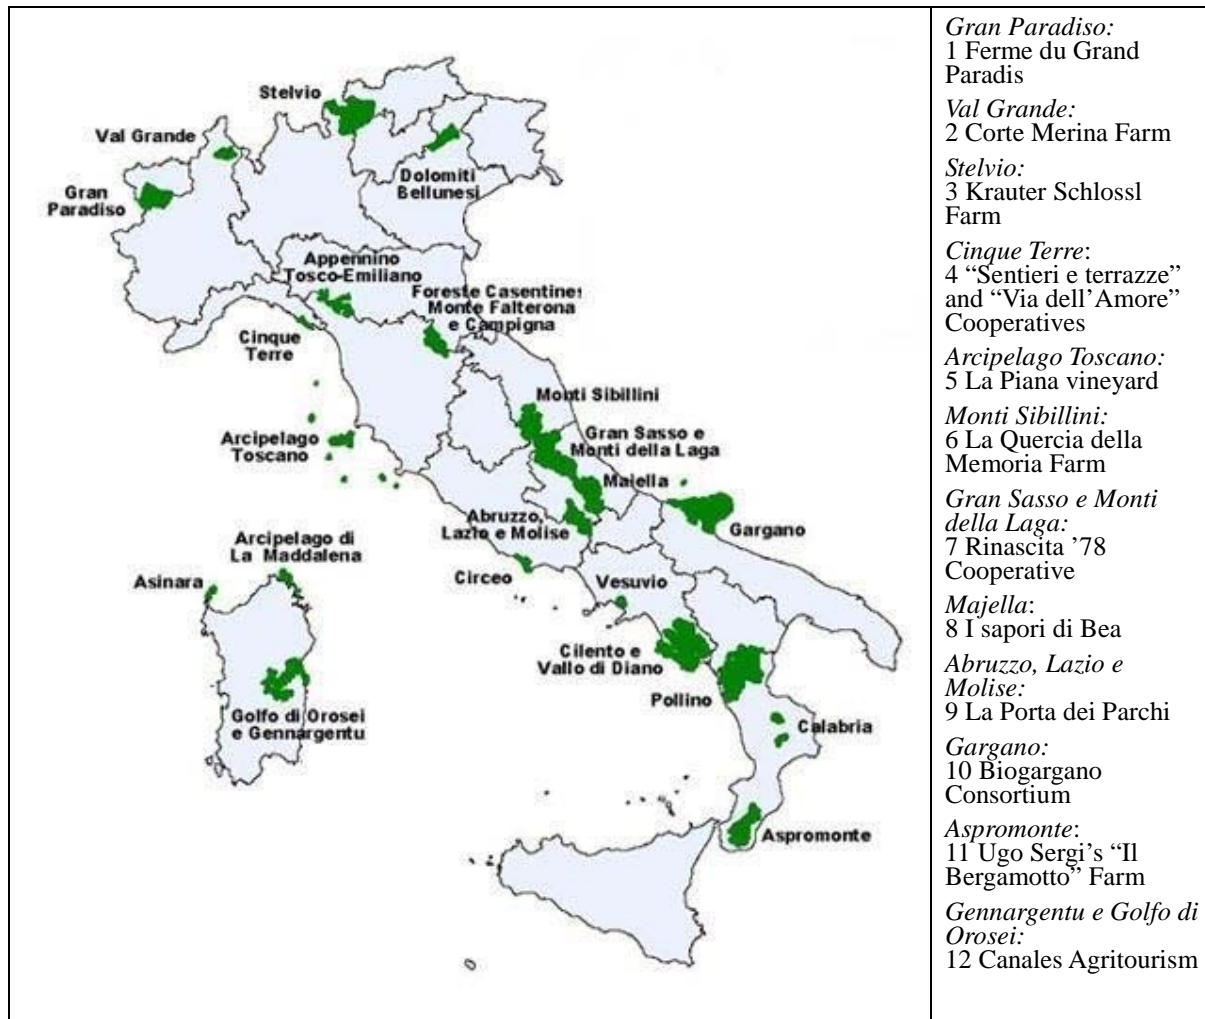 Stelvio
Val Grande
Gran
Paradiso
Dolomiti
Bellunesi
Appennino
Tosco-Emiliano
Foreste Casentines
Monte Falterona
e Campigna
Cinque
Terre
Monti Sibillini
Arcipelago
Toscano
Gran Sasso e
Monti della Laga
Maiella
Abruzzo,
Lazio e Molise
Gargano
Arcipelago di
La Maddalena
Asinara
Circeo
Vesuvio
Cilento e
Vallo di Diano
Pollino
Golfo di Orosei
e Gennargentu
Calabria
Aspromonte
Gran Paradiso:
1 Ferme du Grand
Paradis
Val Grande:
2 Corte Merina Farm
Stelvio:
3 Krauter Schlossl
Farm
Cinque Terre:
4 “Sentieri e terrazze”
and “Via dell’Amore”
Cooperatives
Arcipelago Toscano:
5 La Piana vineyard
Monti Sibillini:
6 La Quercia della
Memoria Farm
Gran Sasso e Monti
della Laga:
7 Rinascita ’78
Cooperative
Majella:
8 I sapori di Bea
Abruzzo, Lazio e
Molise:
9 La Porta dei Parchi
Gargano:
10 Biogargano
Consortium
Aspromonte:
11 Ugo Sergi’s “Il
Bergamotto” Farm
Gennargentu e Golfo di
Orosei:
12 Canales Agritourism